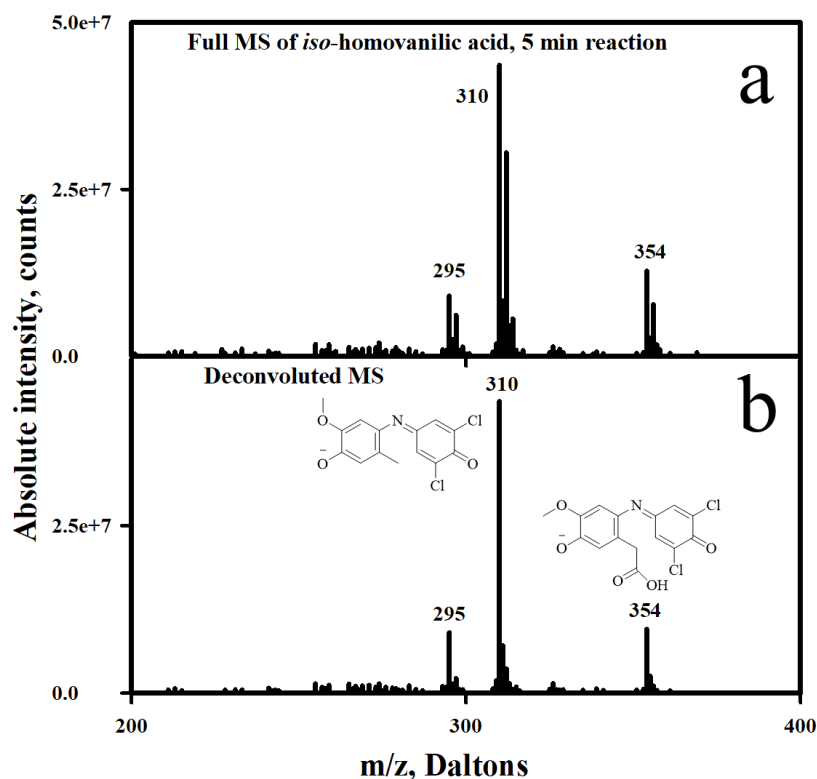 5.0e+7
Full MS of iso-homovanilic acid, 5 min reaction
a
310
2.5e+7
295
354
0.0
Deconvoluted MS
310
b
O
N
Cl
O
−
O
Cl
2.5e+7
O
N
Cl
O
−
O
Cl
O
OH
295
354
0.0
200
300
400
m/z, Daltons
Absolute intensity, counts